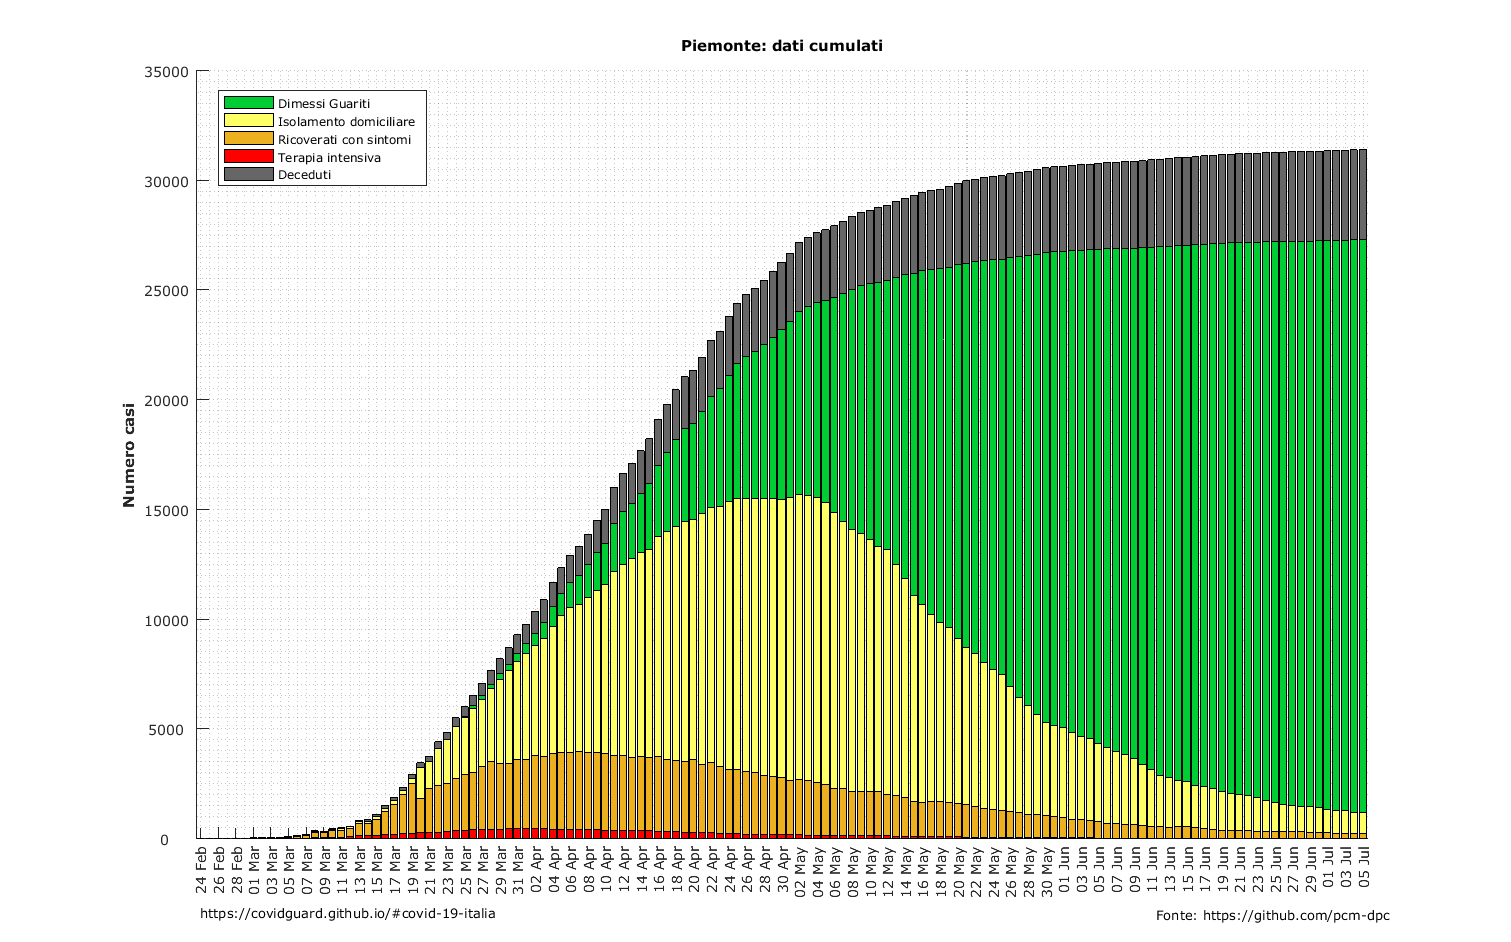 Piemonte: dati cumulati
35000
30000
25000
20000
15000
10000
5000
0
Numero casi
Dimessi Guariti
Isolamento domiciliare
Ricoverati con sintomi
Terapia intensiva
Deceduti
24 Feb
26 Feb
28 Feb
01 Mar
03 Mar
05 Mar
07 Mar
09 Mar
11 Mar
13 Mar
15 Mar
17 Mar
19 Mar
21 Mar
23 Mar
25 Mar
27 Mar
29 Mar
31 Mar
02 Apr
04 Apr
06 Apr
08 Apr
10 Apr
12 Apr
14 Apr
16 Apr
18 Apr
20 Apr
22 Apr
24 Apr
26 Apr
28 Apr
30 Apr
02 May
04 May
06 May
08 May
10 May
12 May
14 May
16 May
18 May
20 May
22 May
24 May
26 May
28 May
30 May
01 Jun
03 Jun
05 Jun
07 Jun
09 Jun
11 Jun
13 Jun
15 Jun
17 Jun
19 Jun
21 Jun
23 Jun
25 Jun
27 Jun
29 Jun
01 Jul
03 Jul
05 Jul
https://covidguard.github.io/#covid-19-italia
Fonte: https://github.com/pcm-dpc